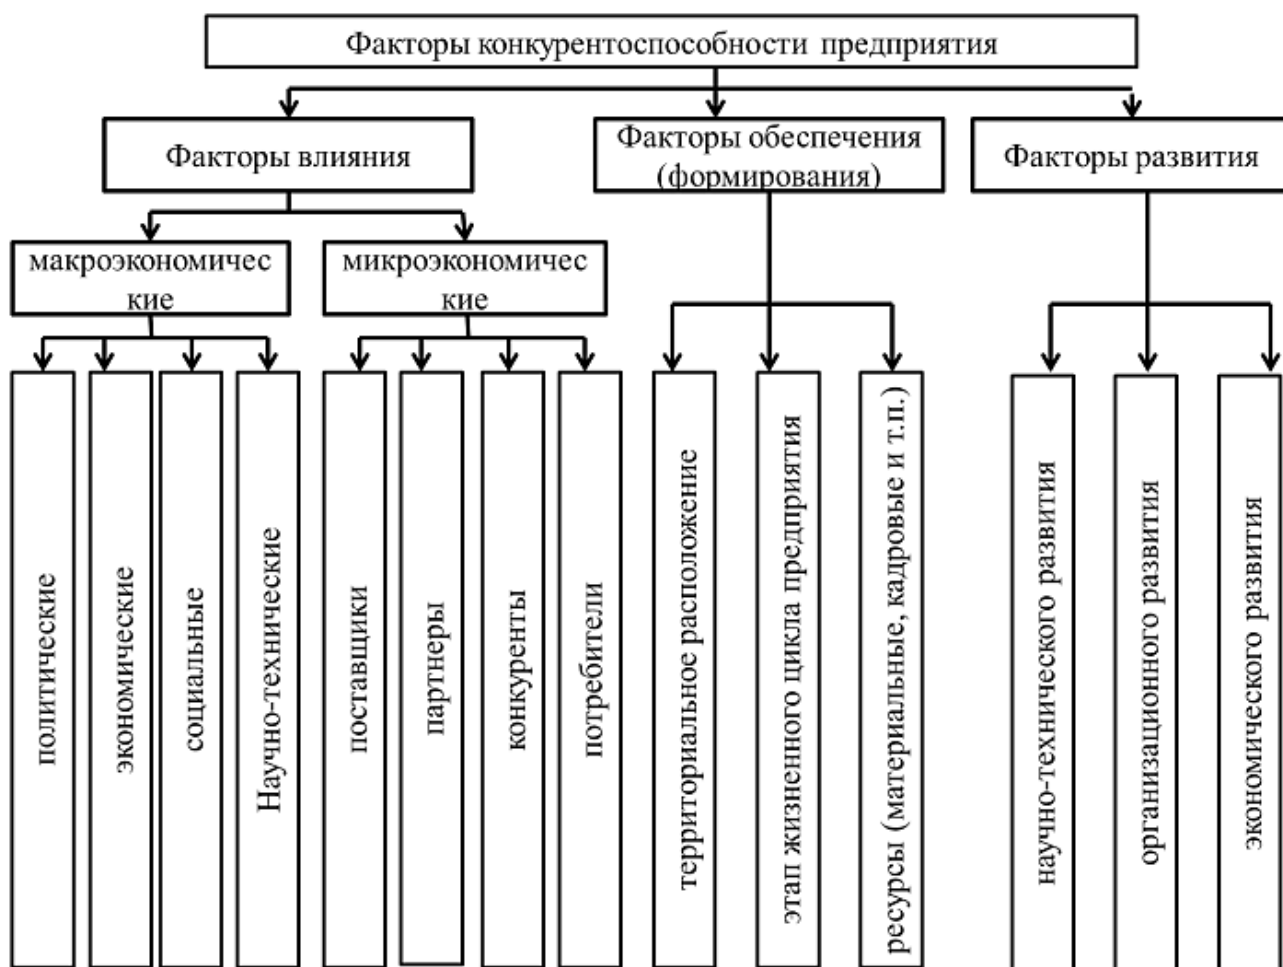 Факторы конкурентоспособности предприятия
Факторы влияния
Факторы обеспечения
(формирования)
Факторы развития
макроэкономичес
кие
микроэкономичес
кие
политические
экономические
социальные
Научно-технические
поставщики
партнеры
конкуренты
потребители
территориальное расположение
этап жизненного цикла предприятия
ресурсы (материальные, кадровые и т.п.)
научно-технического развития
организационного развития
экономического развития